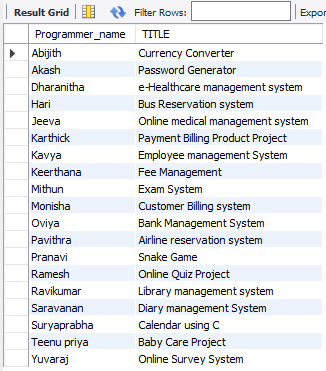 Result Grid Filter Rows: Export
Programmer_name TITLE
Abijith Currency Converter
Akash Password Generator
Dharanitha e-Healthcare management system
Hari Bus Reservation system
Jeeva Online medical management system
Karthick Payment Billing Product Project
Kavya Employee management System
Keerthana Fee Management
Mithun Exam System
Monisha Customer Billing system
Oviya Bank Management System
Pavithra Airline reservation system
Pranavi Snake Game
Ramesh Online Quiz Project
Ravikumar Library management system
Saravanan Diary management System
Suryaprabha Calendar using C
Teenu priya Baby Care Project
Yuvaraj Online Survey System